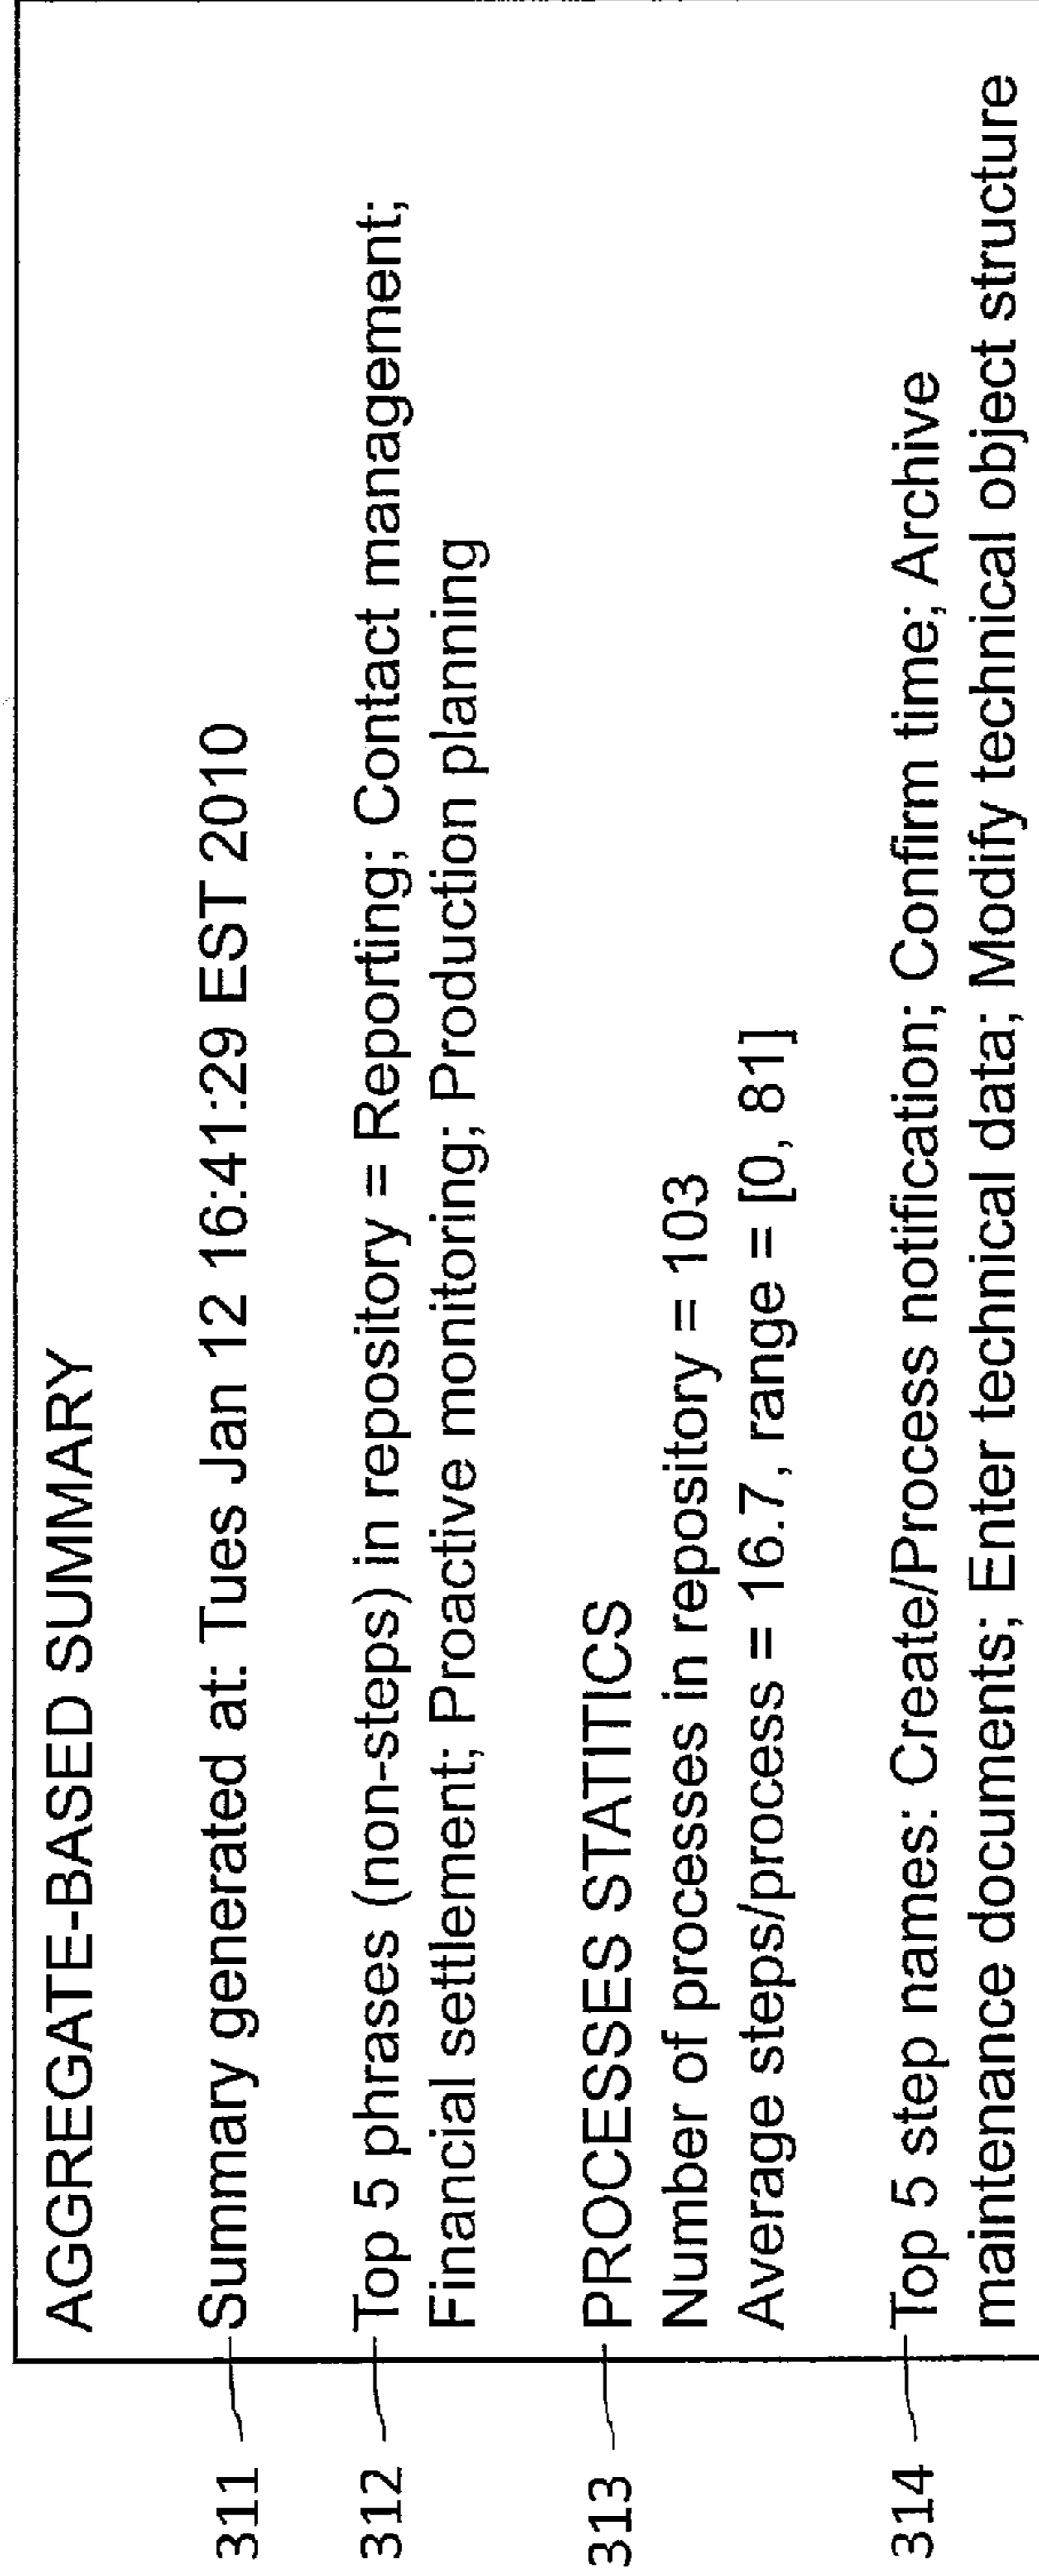 AGGREGATE-BASED SUMMARY
311 Summary generated at: Tues Jan 12 16:41:29 EST 2010
312 Top 5 phrases (non-steps) in repository = Reporting; Contact management;
Financial settlement; Proactive monitoring; Production planning
313 PROCESSES STATITICS
Number of processes in repository = 103
Average steps/process = 16.7, range = [0, 81]
314 Top 5 step names: Create/Process notification; Confirm time; Archive
maintenance documents; Enter technical data; Modify technical object structure